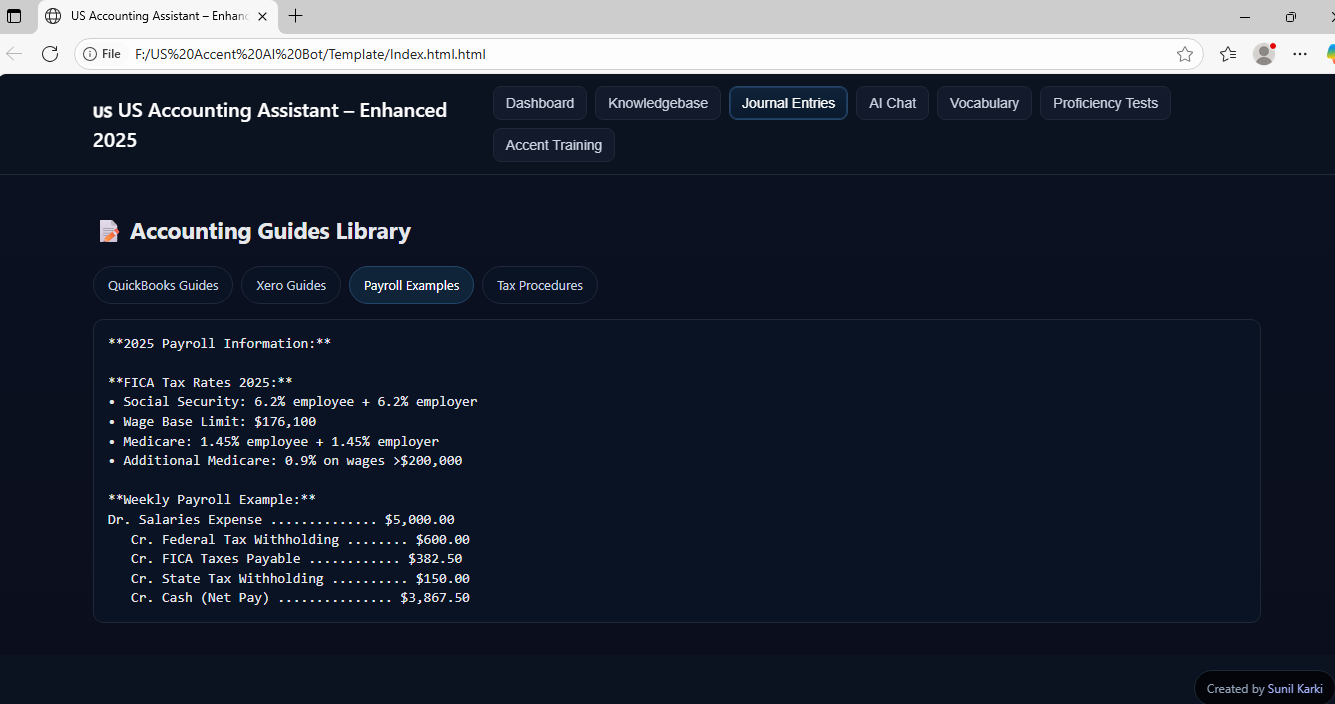 US Accounting Assistant – Enhanc
File
F:/US%20Accent%20AI%20Bot/Template/Index.html.html
US US Accounting Assistant – Enhanced
2025
Dashboard
Knowledgebase
Journal Entries
AI Chat
Vocabulary
Proficiency Tests
Accent Training
Accounting Guides Library
QuickBooks Guides
Xero Guides
Payroll Examples
Tax Procedures
**2025 Payroll Information:**
**FICA Tax Rates 2025:**
• Social Security: 6.2% employee + 6.2% employer
• Wage Base Limit: $176,100
• Medicare: 1.45% employee + 1.45% employer
• Additional Medicare: 0.9% on wages >$200,000
**Weekly Payroll Example:**
Dr. Salaries Expense .............. $5,000.00
Cr. Federal Tax Withholding ........ $600.00
Cr. FICA Taxes Payable ............ $382.50
Cr. State Tax Withholding .......... $150.00
Cr. Cash (Net Pay) ............... $3,867.50
Created by Sunil Karki